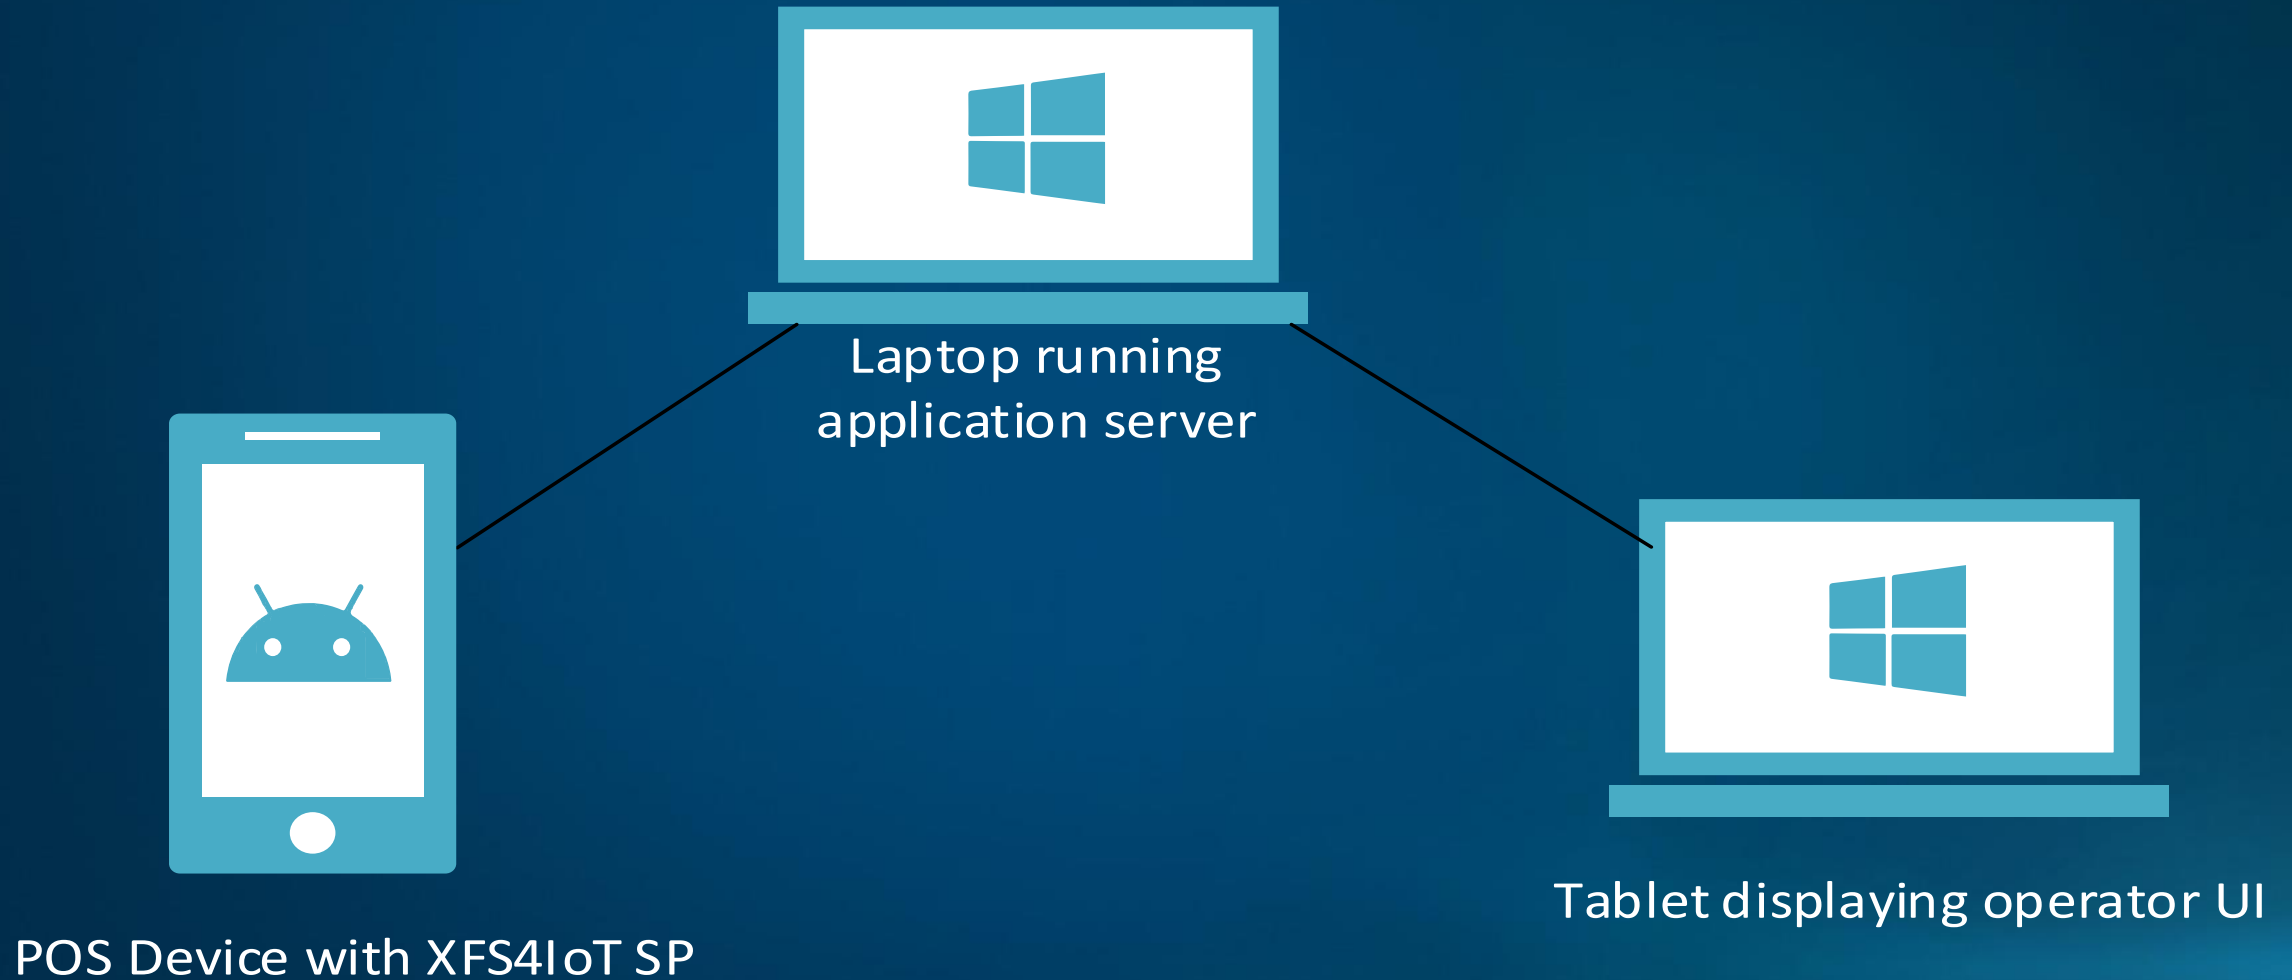 Laptop running
application server
Tablet displaying operator UI
POS Device with XFS4IoT SP